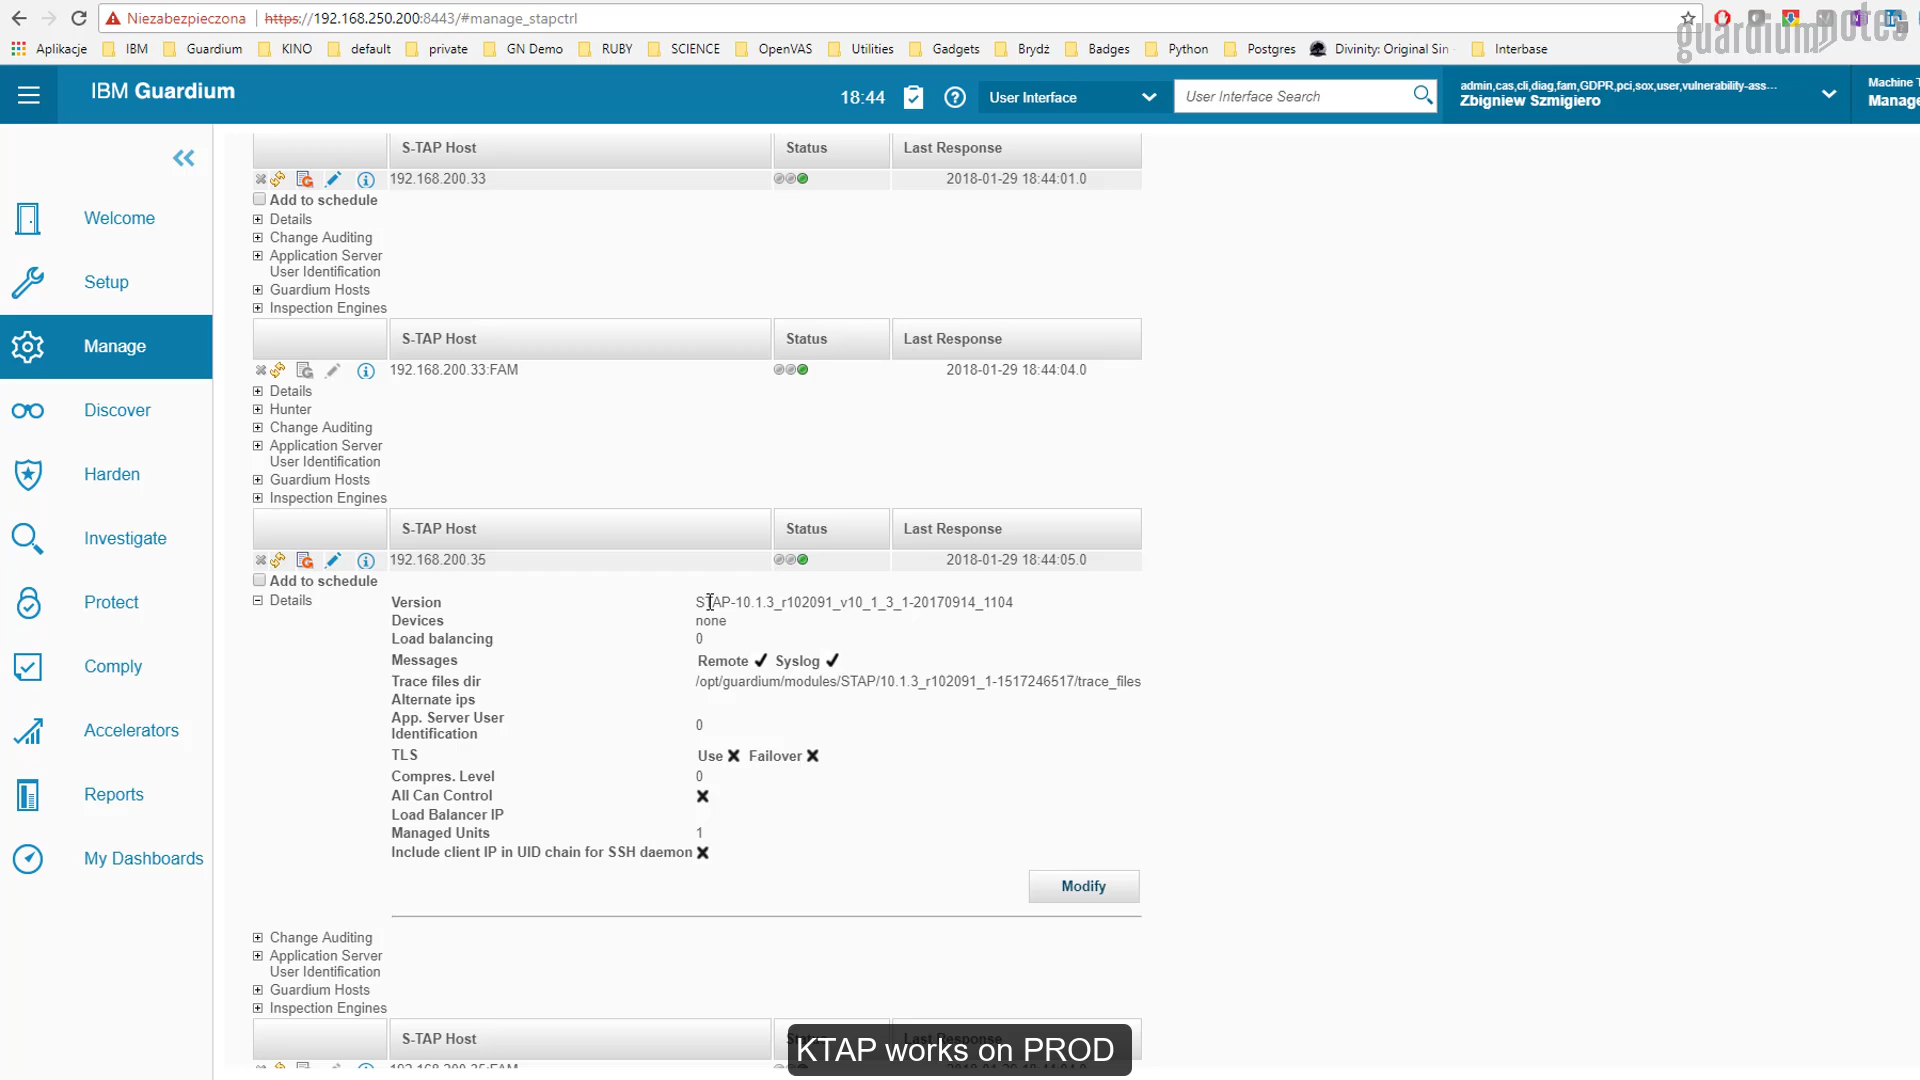 Niezabezpieczona https://192.168.250.200:8443/#manage_stapctrl
Aplikacje IBM Guardium KINO default private GN Demo RUBY SCIENCE OpenVAS Utilities Gadgets Brydż Badges Python Postgres Divinity: Original Sin Interbase
guardiumnotes
IBM Guardium
18:44
User Interface
User Interface Search
admin,cas,cli,diag,fam,GDPR,pci,sox,user,vulnerability-ass...
Zbigniew Szmigiero
Machine T
Manage
Welcome
Setup
Manage
Discover
Harden
Investigate
Protect
Comply
Accelerators
Reports
My Dashboards
S-TAP Host Status Last Response
192.168.200.33 2018-01-29 18:44:01.0
Add to schedule
Details
Change Auditing
Application Server
User Identification
Guardium Hosts
Inspection Engines
S-TAP Host Status Last Response
192.168.200.33:FAM 2018-01-29 18:44:04.0
Details
Hunter
Change Auditing
Application Server
User Identification
Guardium Hosts
Inspection Engines
S-TAP Host Status Last Response
192.168.200.35 2018-01-29 18:44:05.0
Add to schedule
Details
Version STAP-10.1.3_r102091_v10_1_3_1-20170914_1104
Devices none
Load balancing 0
Messages Remote Syslog
Trace files dir /opt/guardium/modules/STAP/10.1.3_r102091_1-1517246517/trace_files
Alternate ips
App. Server User
Identification 0
TLS Use Failover
Compres. Level 0
All Can Control
Load Balancer IP
Managed Units 1
Include client IP in UID chain for SSH daemon
Modify
Change Auditing
Application Server
User Identification
Guardium Hosts
Inspection Engines
S-TAP Host
KTAP works on PROD